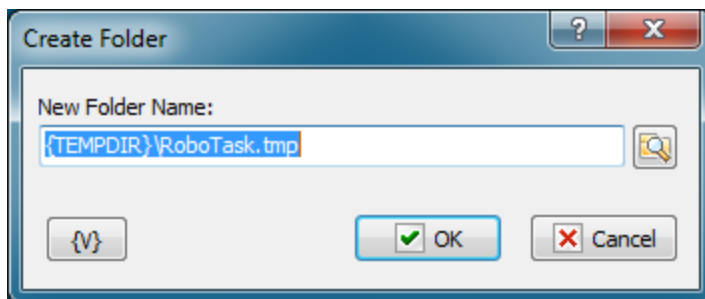 Create Folder
?
New Folder Name:
{TEMPDIR}\RoboTask.tmp
{V}
OK
Cancel